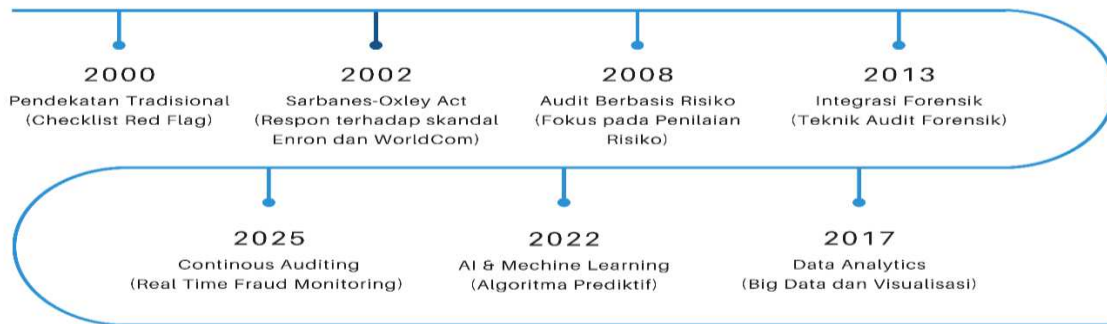 2000
Pendekatan Tradisional
(Checklist Red Flag)
2002
Sarbanes-Oxley Act
(Respon terhadap skandal
Enron dan WorldCom)
2008
Audit Berbasis Risiko
(Fokus pada Penilaian
Risiko)
2013
Integrasi Forensik
(Teknik Audit Forensik)
2017
Data Analytics
(Big Data dan Visualisasi)
2022
AI & Mechine Learning
(Algoritma Prediktif)
2025
Continous Auditing
(Real Time Fraud Monitoring)